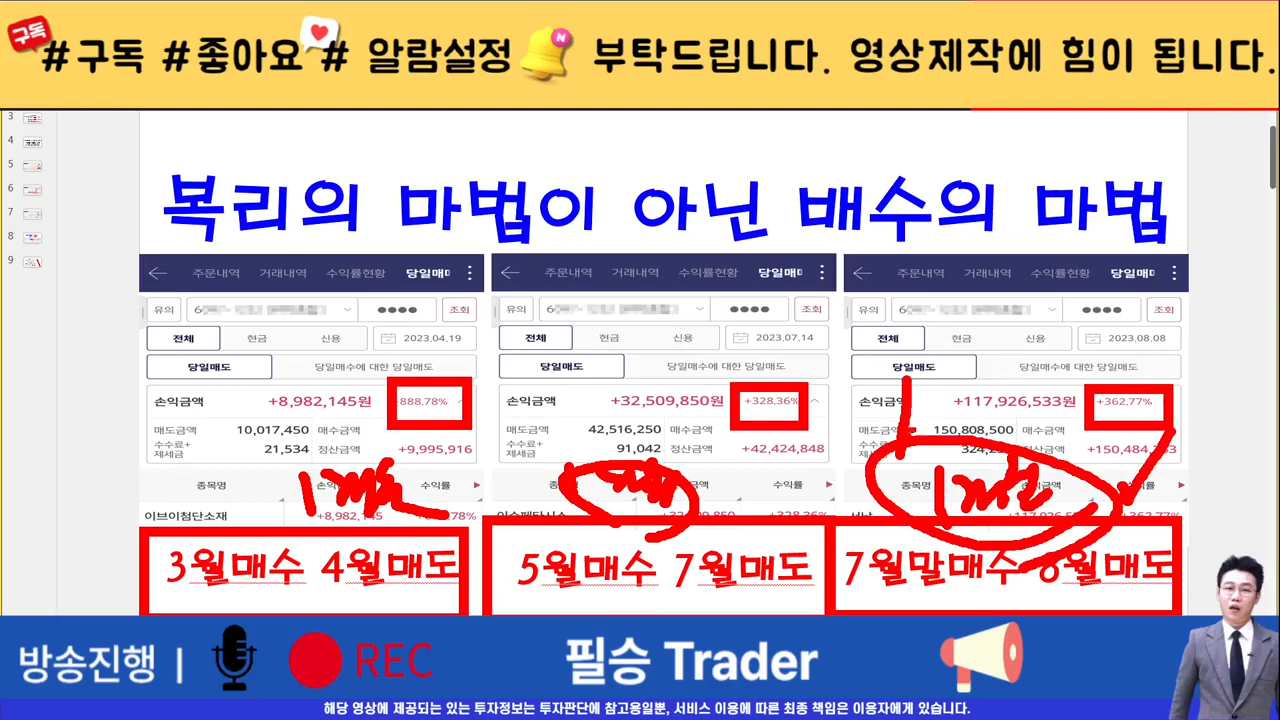 구독
#구독 #좋아요 # 알람설정 N 부탁드립니다. 영상제작에 힘이 됩니다.
3
4
5
6
7
8
9
복리의 마법이 아닌 배수의 마법
주문내역 거래내역 수익률현황 당일매
유의 6 조회
전체 현금 신용 2023.04.19
당일매도 당일매수에 대한 당일매도
손익금액 +8,982,145원 888.78%
매도금액 10,017,450 매수금액
수수료+제세금 21,534 정산금액 +9,995,916
종목명 수익률
이브이첨단소재 +8,982,145
3월매수 4월매도
주문내역 거래내역 수익률현황 당일매
유의 6 조회
전체 현금 신용 2023.07.14
당일매도 당일매수에 대한 당일매도
손익금액 +32,509,850원 +328.36%
매도금액 42,516,250 매수금액
수수료+제세금 91,042 정산금액 +42,424,848
수익률
+328.36%
5월매수 7월매도
주문내역 거래내역 수익률현황 당일매
유의 6 조회
전체 현금 신용 2023.08.08
당일매도 당일매수에 대한 당일매도
손익금액 +117,926,533원 +362.77%
매도금액 150,808,500 매수금액
수수료+제세금 정산금액
종목명
7월말매수 8월매도
방송진행 | REC 필승 Trader
해당 영상에 제공되는 있는 투자정보는 투자판단에 참고용일뿐, 서비스 이용에 따른 최종 책임은 이용자에게 있습니다.